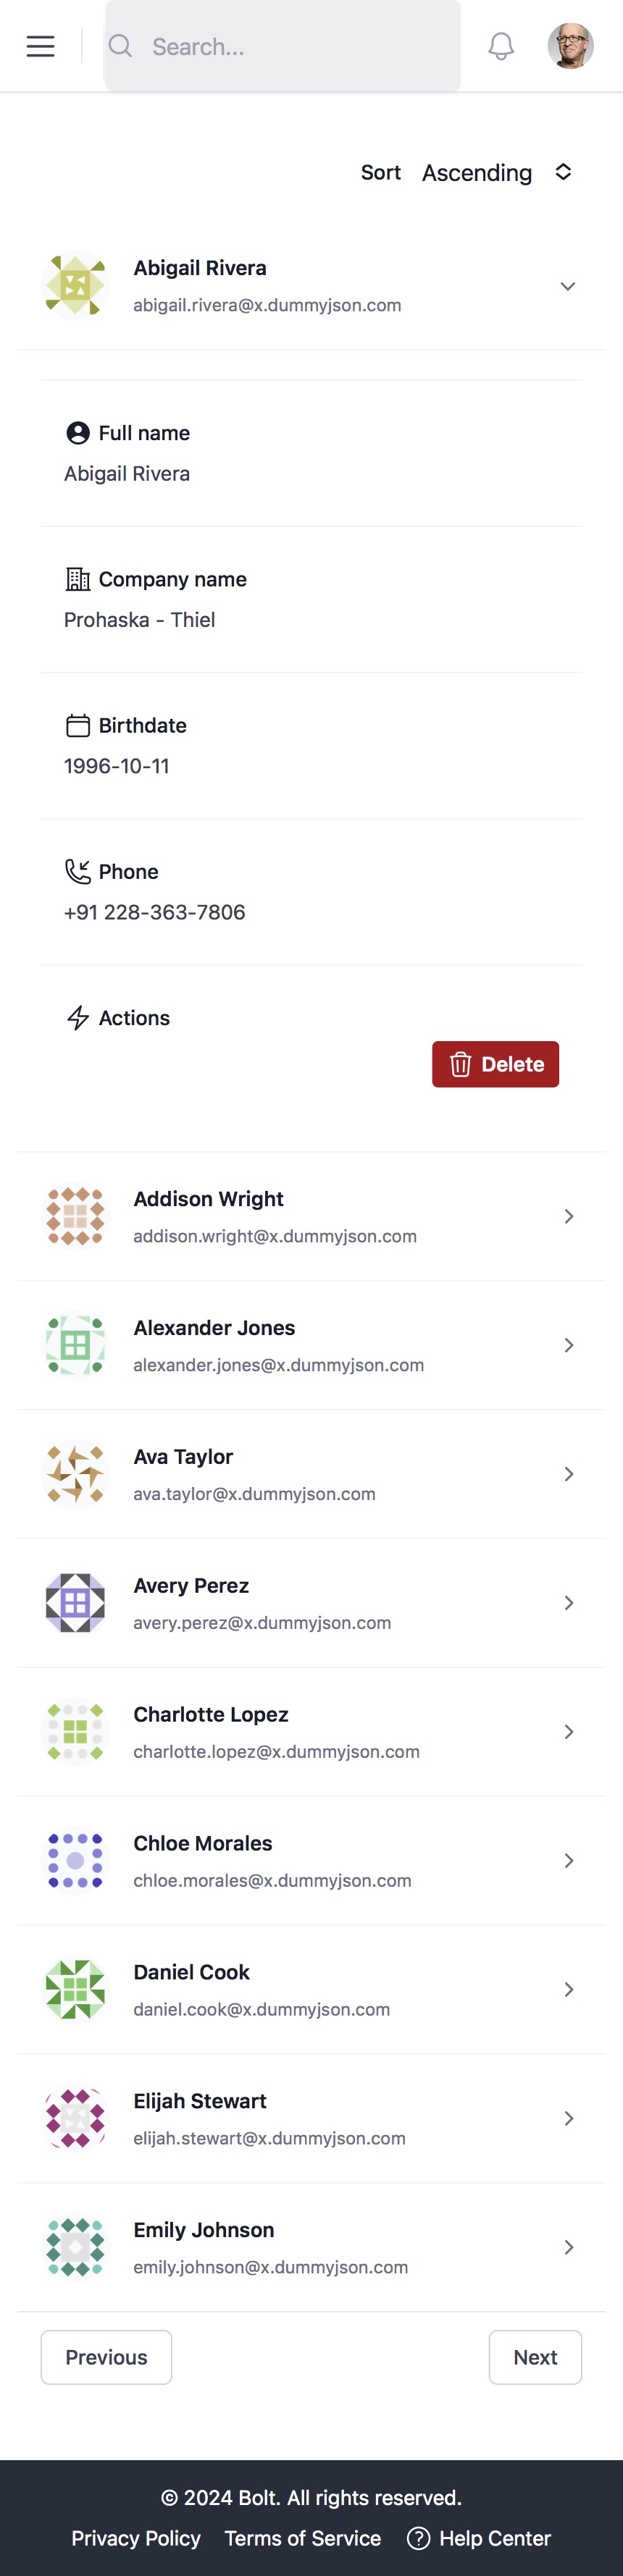 Search...
Sort Ascending
Abigail Rivera
abigail.rivera@x.dummyjson.com
Full name
Abigail Rivera
Company name
Prohaska - Thiel
Birthdate
1996-10-11
Phone
+91 228-363-7806
Actions
Delete
Addison Wright
addison.wright@x.dummyjson.com
Alexander Jones
alexander.jones@x.dummyjson.com
Ava Taylor
ava.taylor@x.dummyjson.com
Avery Perez
avery.perez@x.dummyjson.com
Charlotte Lopez
charlotte.lopez@x.dummyjson.com
Chloe Morales
chloe.morales@x.dummyjson.com
Daniel Cook
daniel.cook@x.dummyjson.com
Elijah Stewart
elijah.stewart@x.dummyjson.com
Emily Johnson
emily.johnson@x.dummyjson.com
Previous Next
© 2024 Bolt. All rights reserved.
Privacy Policy Terms of Service Help Center